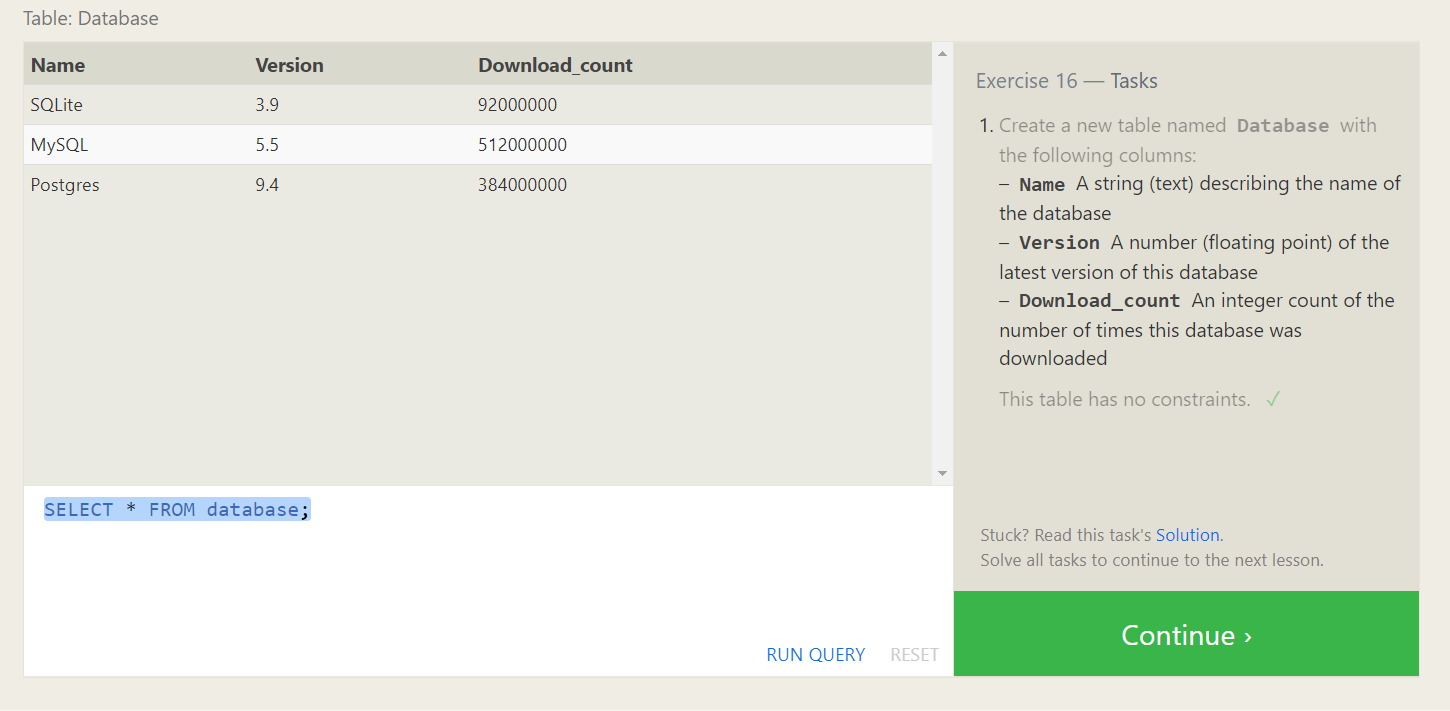 Table: Database
Name Version Download_count
SQLite 3.9 92000000
MySQL 5.5 512000000
Postgres 9.4 384000000
SELECT * FROM database;
RUN QUERY RESET
Exercise 16 — Tasks
1. Create a new table named Database with
the following columns:
– Name A string (text) describing the name of
the database
– Version A number (floating point) of the
latest version of this database
– Download_count An integer count of the
number of times this database was
downloaded
This table has no constraints. ✓
Stuck? Read this task's Solution.
Solve all tasks to continue to the next lesson.
Continue ›